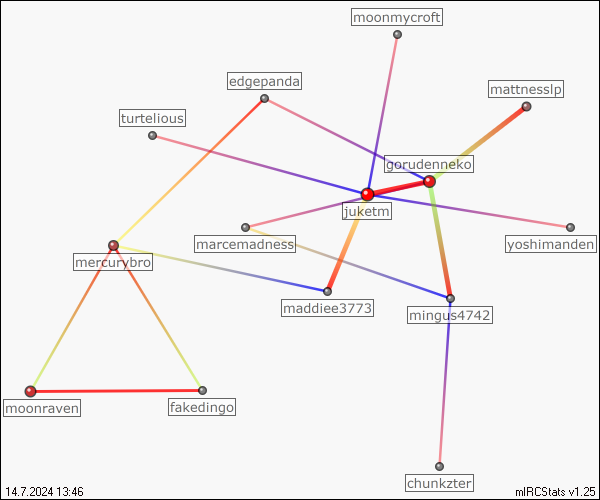 moonmycroft
edgepanda
mattnesslp
turtelious
gorudenneko
juketm
marcemadness
yoshimanden
mercurybro
maddiee3773
mingus4742
moonraven
fakedingo
chunkzter
14.7.2024 13:46
mIRCStats v1.25